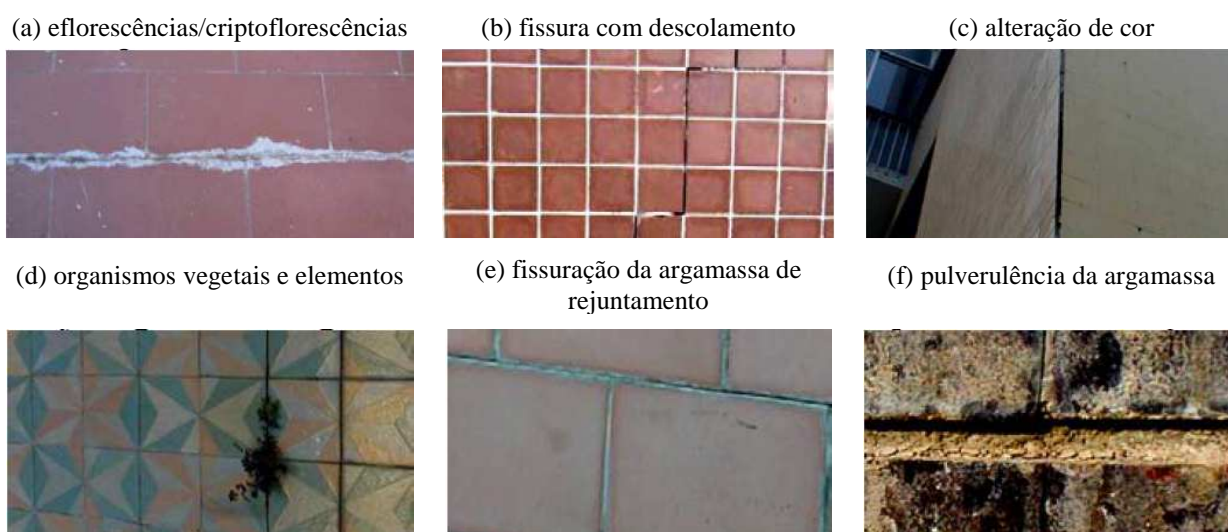 (a) eflorescências/criptoflorescências
(b) fissura com descolamento
(c) alteração de cor
(d) organismos vegetais e elementos
(e) fissuração da argamassa de
rejuntamento
(f) pulverulência da argamassa